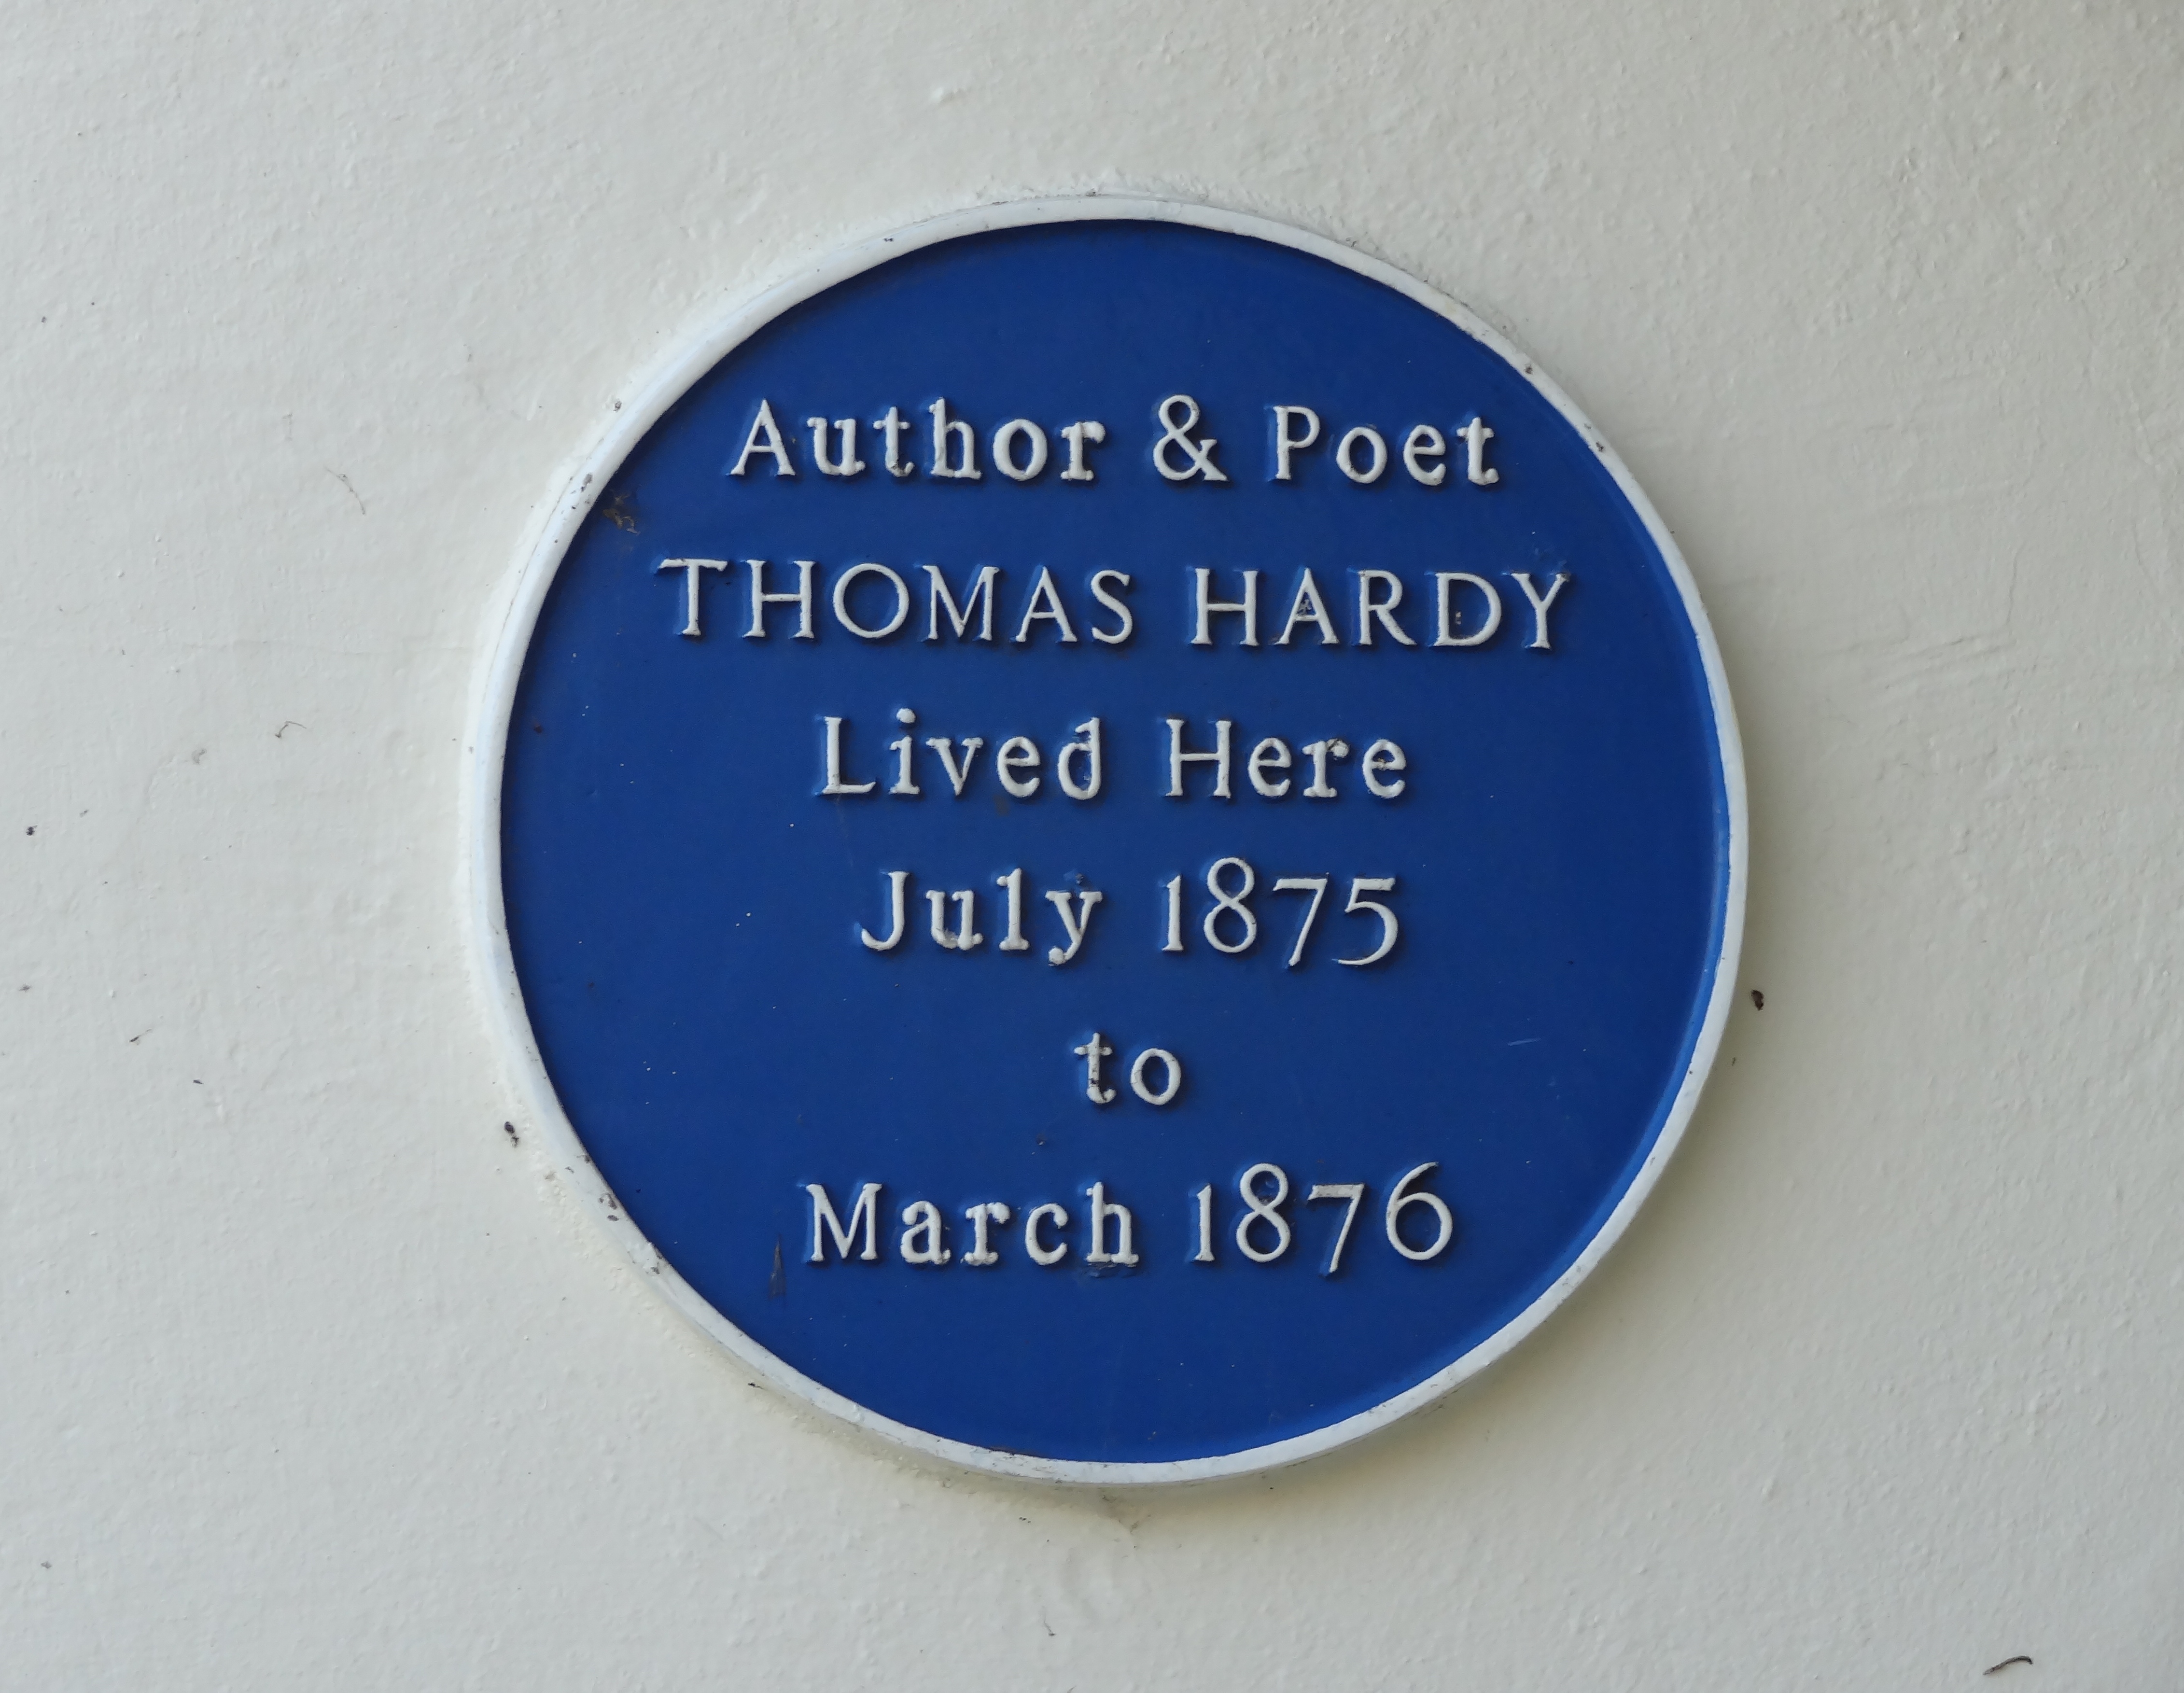 Author & Poet
THOMAS HARDY
Lived Here
July 1875
to
March 1876